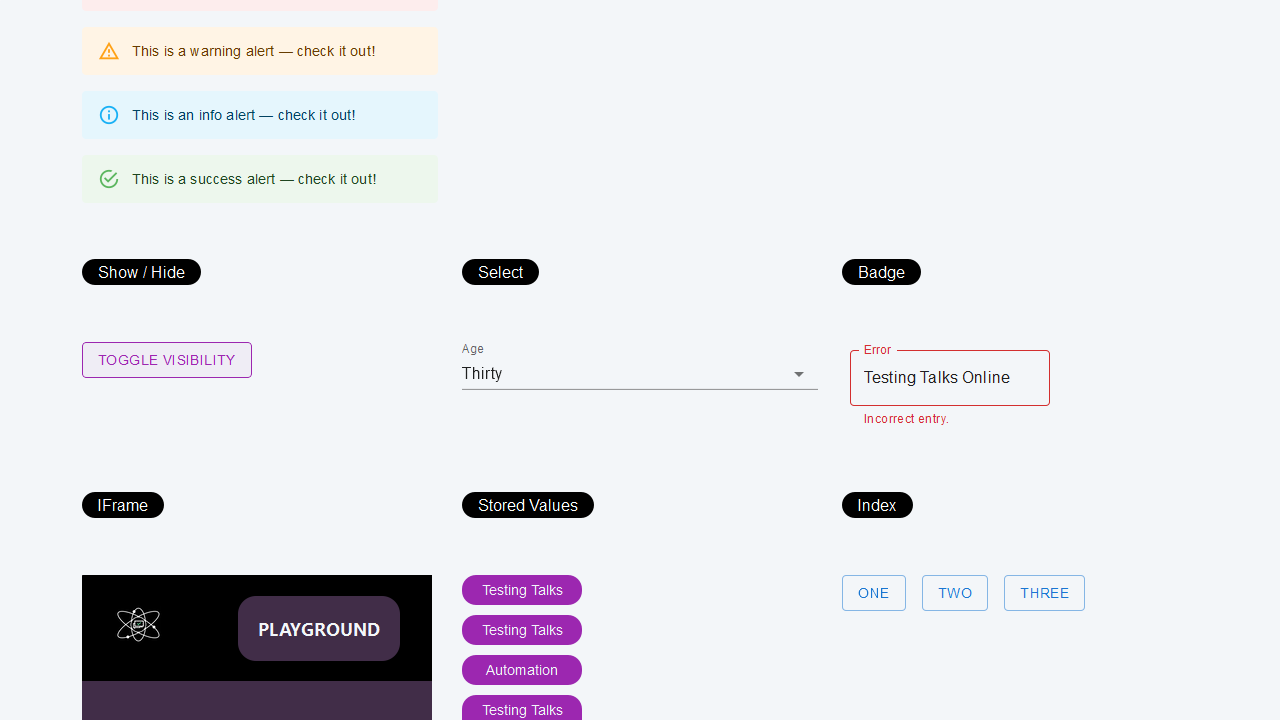 This is a warning alert — check it out!
This is an info alert — check it out!
This is a success alert — check it out!
Show / Hide
Select
Badge
TOGGLE VISIBILITY
Age
Thirty
Error
Testing Talks Online
Incorrect entry.
IFrame
Stored Values
Index
PLAYGROUND
Testing Talks
Testing Talks
Automation
Testing Talks
ONE
TWO
THREE